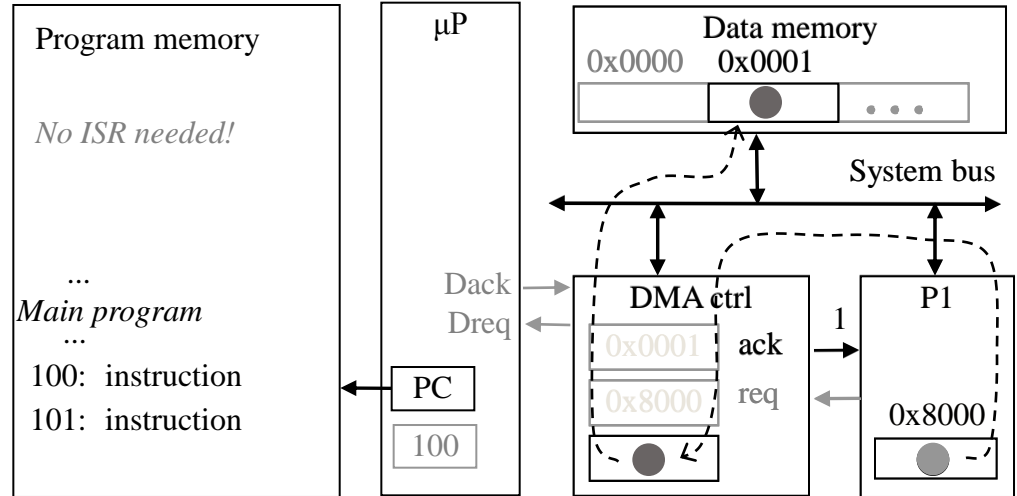 Program memory
No ISR needed!
...
Main program
...
100: instruction
101: instruction
μP
Dack
Dreq
PC
100
Data memory
0x0000 0x0001
System bus
DMA ctrl
0x0001
ack
0x8000
req
1
P1
0x8000